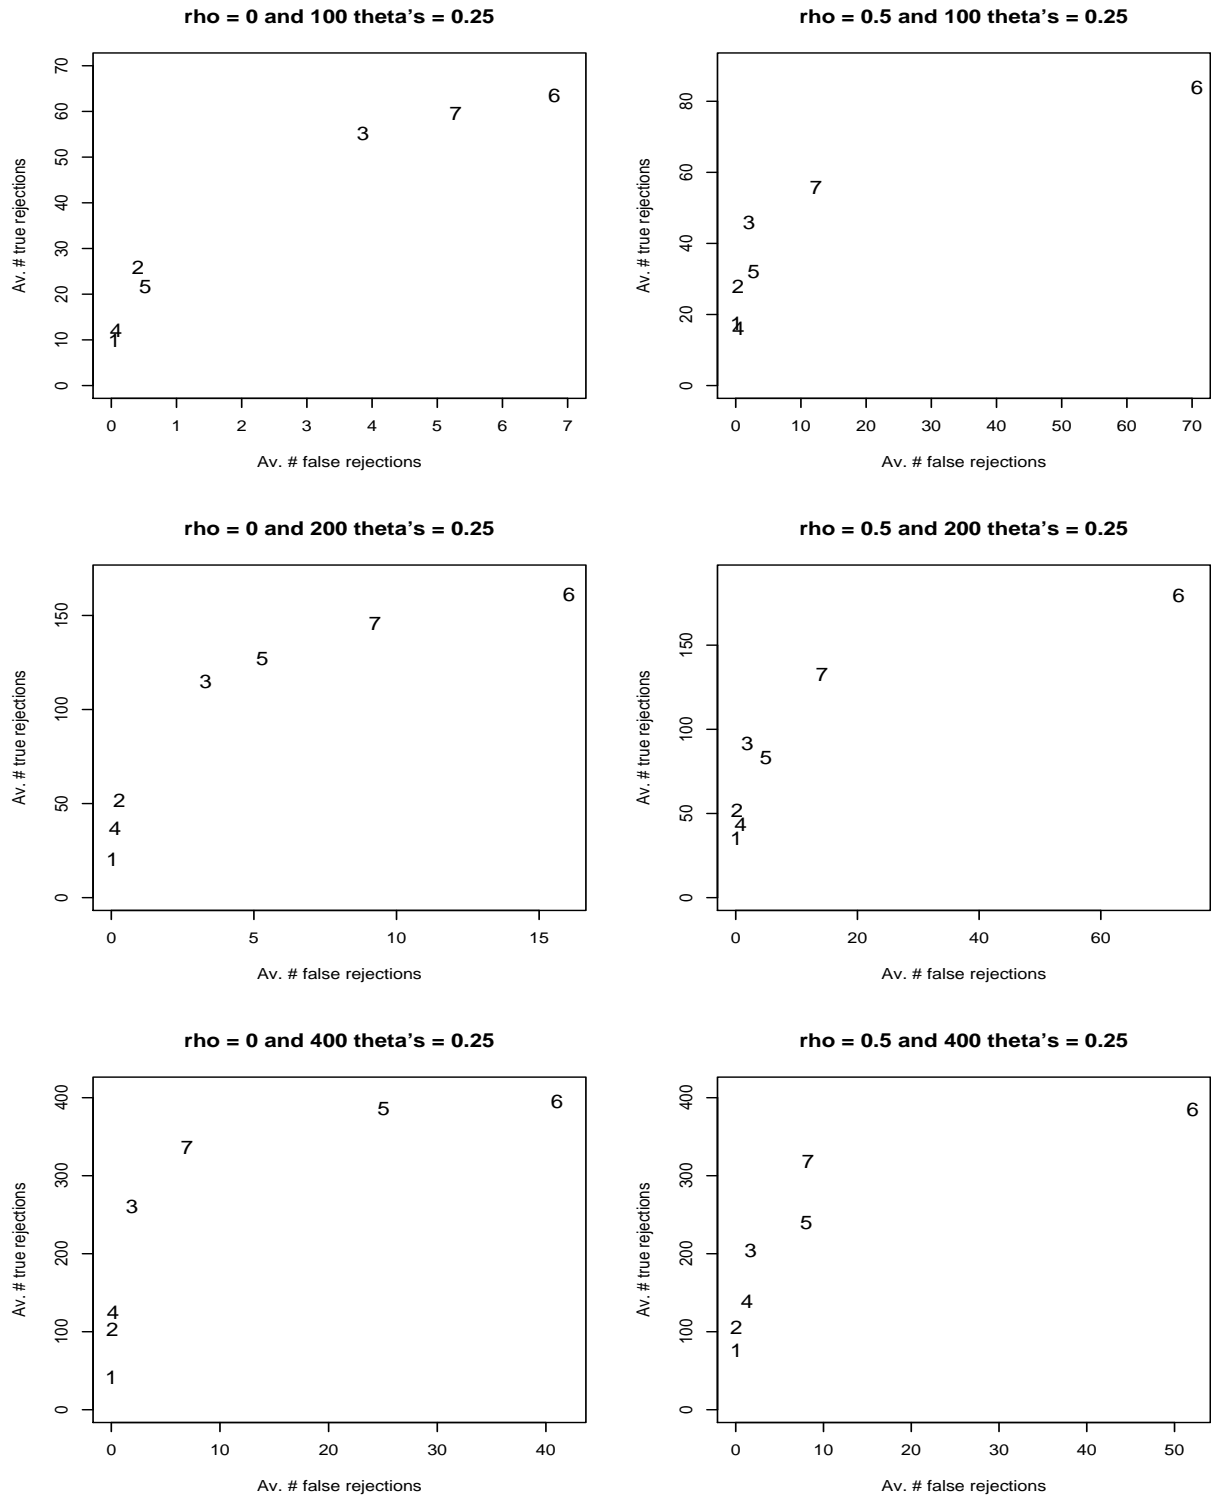 rho = 0 and 100 theta's = 0.25
Av. # true rejections
0 10 20 30 40 50 60 70
1 4 5 2 3 7 6
0 1 2 3 4 5 6 7
Av. # false rejections
rho = 0.5 and 100 theta's = 0.25
Av. # true rejections
0 20 40 60 80
1 4 2 5 3 7 6
0 10 20 30 40 50 60 70
Av. # false rejections
rho = 0 and 200 theta's = 0.25
Av. # true rejections
0 50 100 150
1 4 2 3 5 7 6
0 5 10 15
Av. # false rejections
rho = 0.5 and 200 theta's = 0.25
Av. # true rejections
0 50 100 150
1 4 2 5 3 7 6
0 20 40 60
Av. # false rejections
rho = 0 and 400 theta's = 0.25
Av. # true rejections
0 100 200 300 400
1 2 4 3 7 5 6
0 10 20 30 40
Av. # false rejections
rho = 0.5 and 400 theta's = 0.25
Av. # true rejections
0 100 200 300 400
1 2 4 3 5 7 6
0 10 20 30 40 50
Av. # false rejections